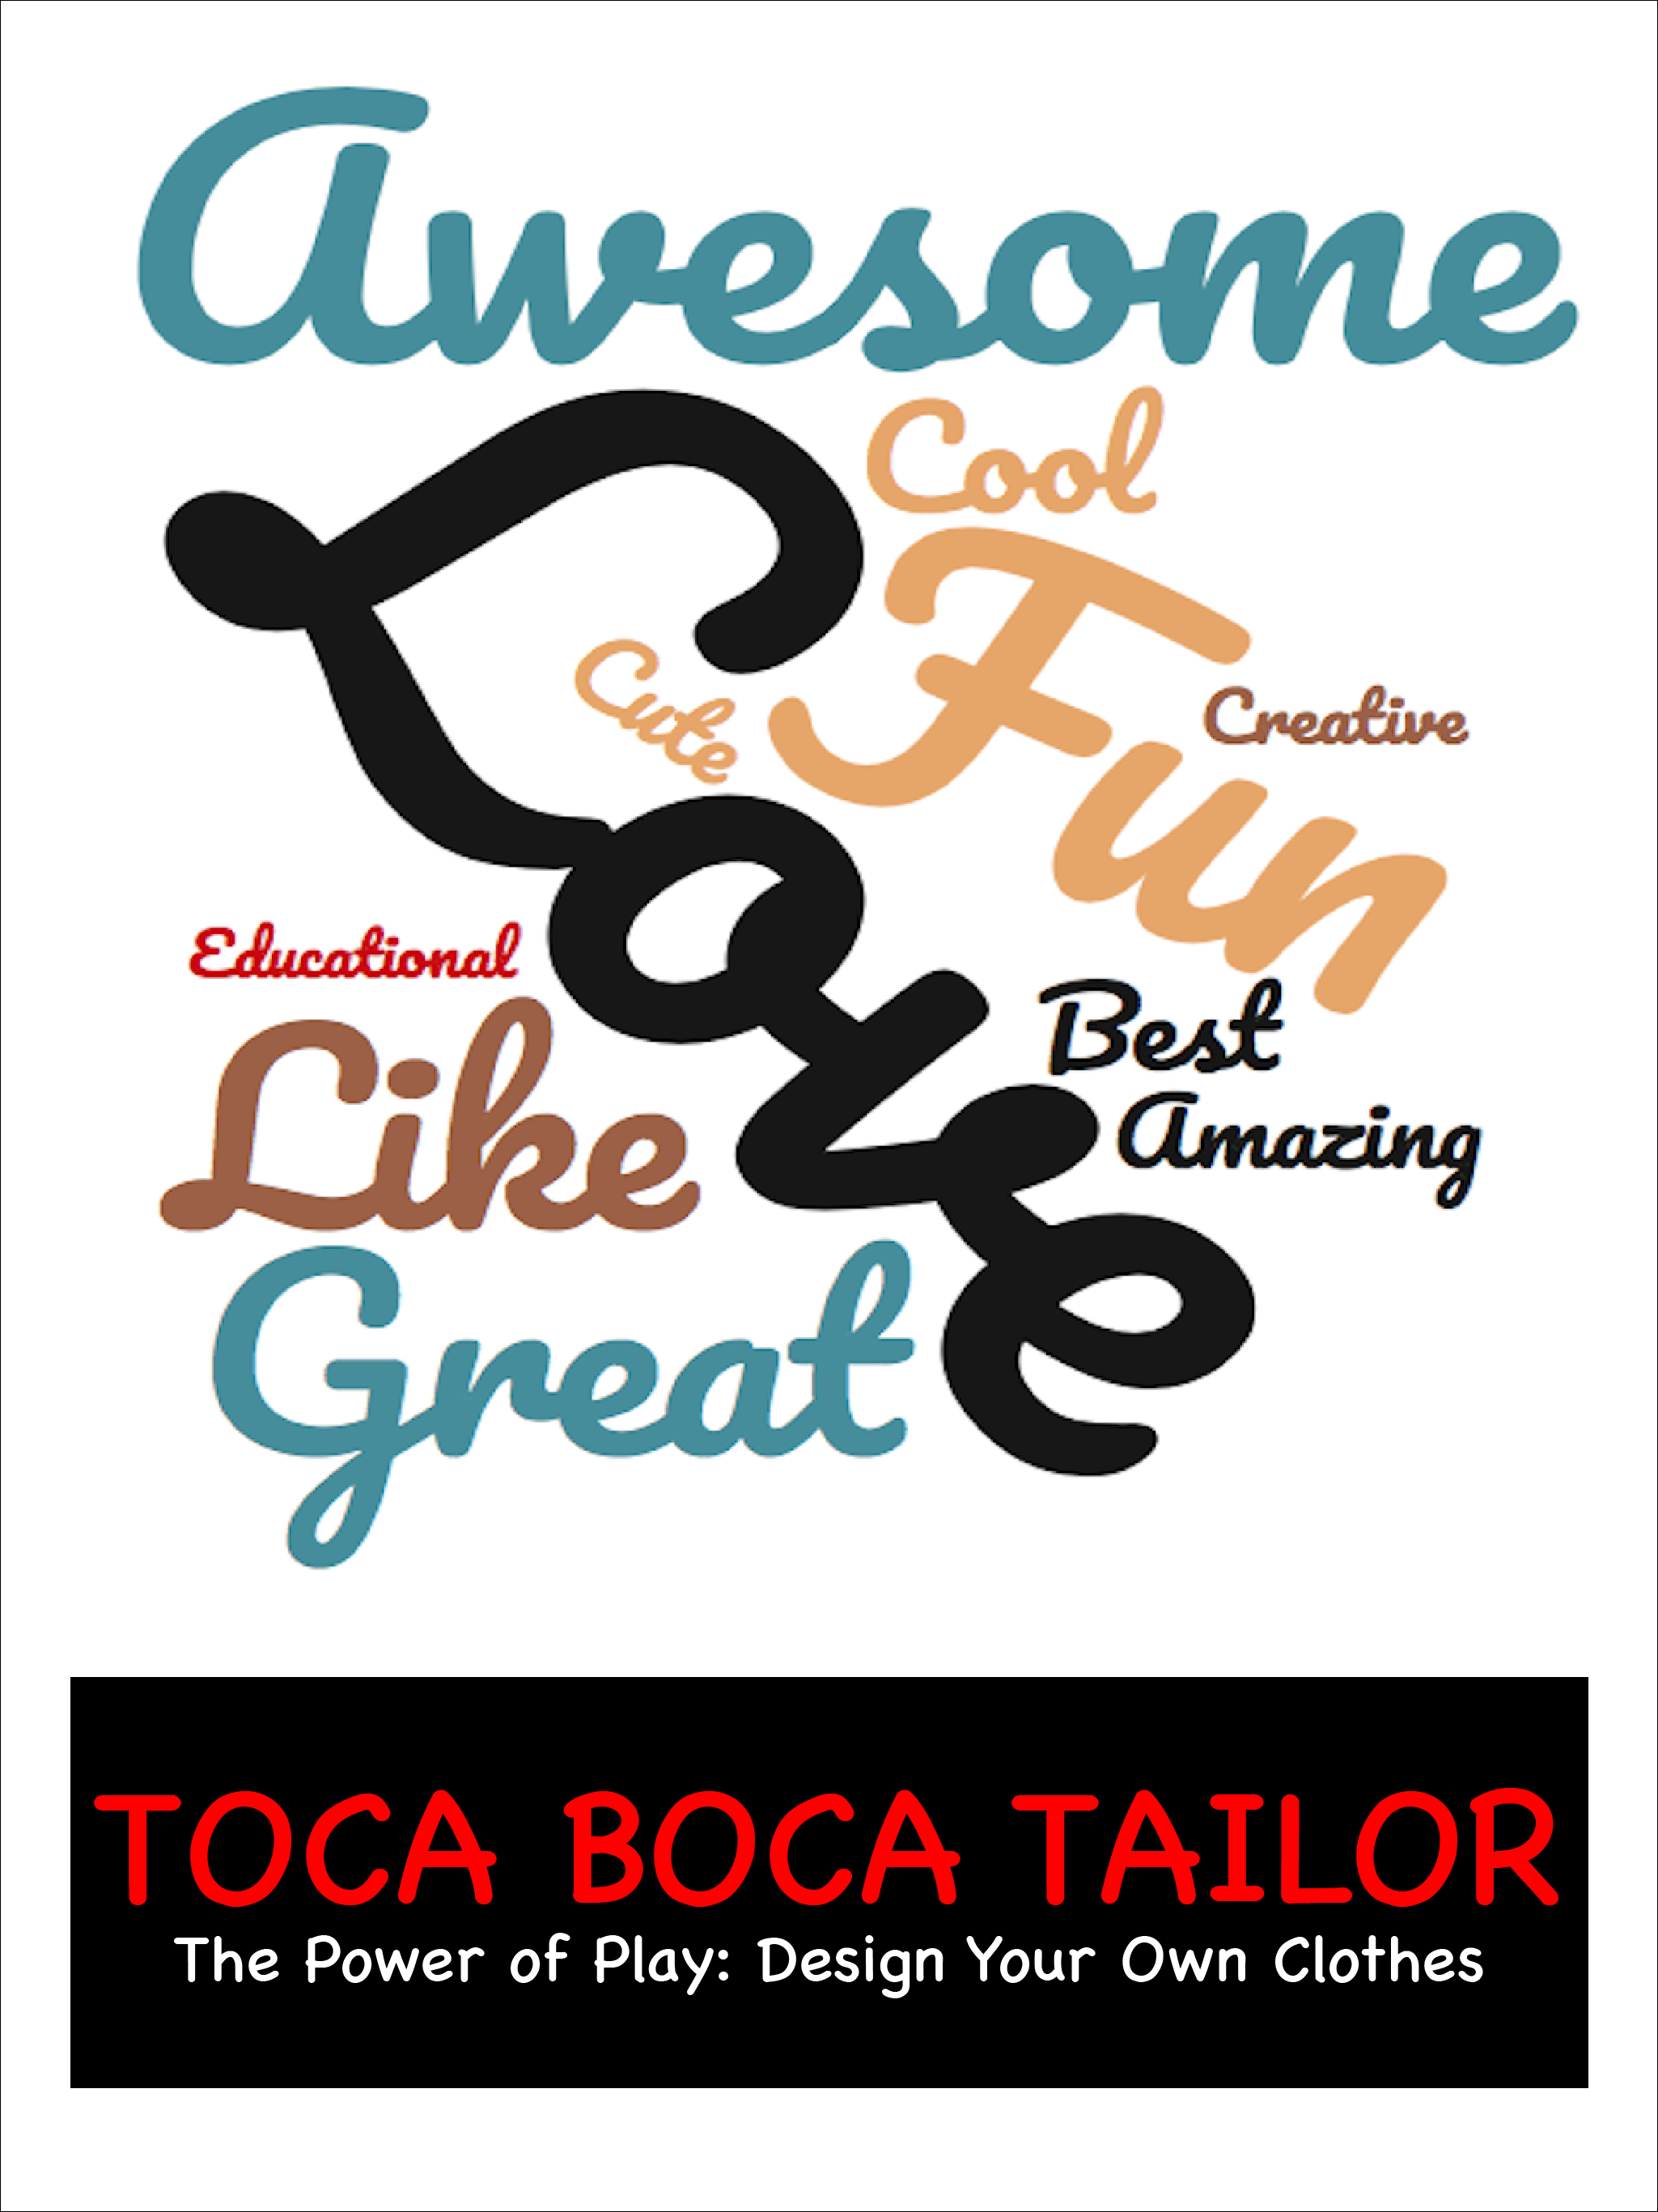 Awesome
Cool
Fun
Cute
Creative
Love
Educational
Best
Like
Amazing
Great
TOCA BOCA TAILOR
The Power of Play: Design Your Own Clothes